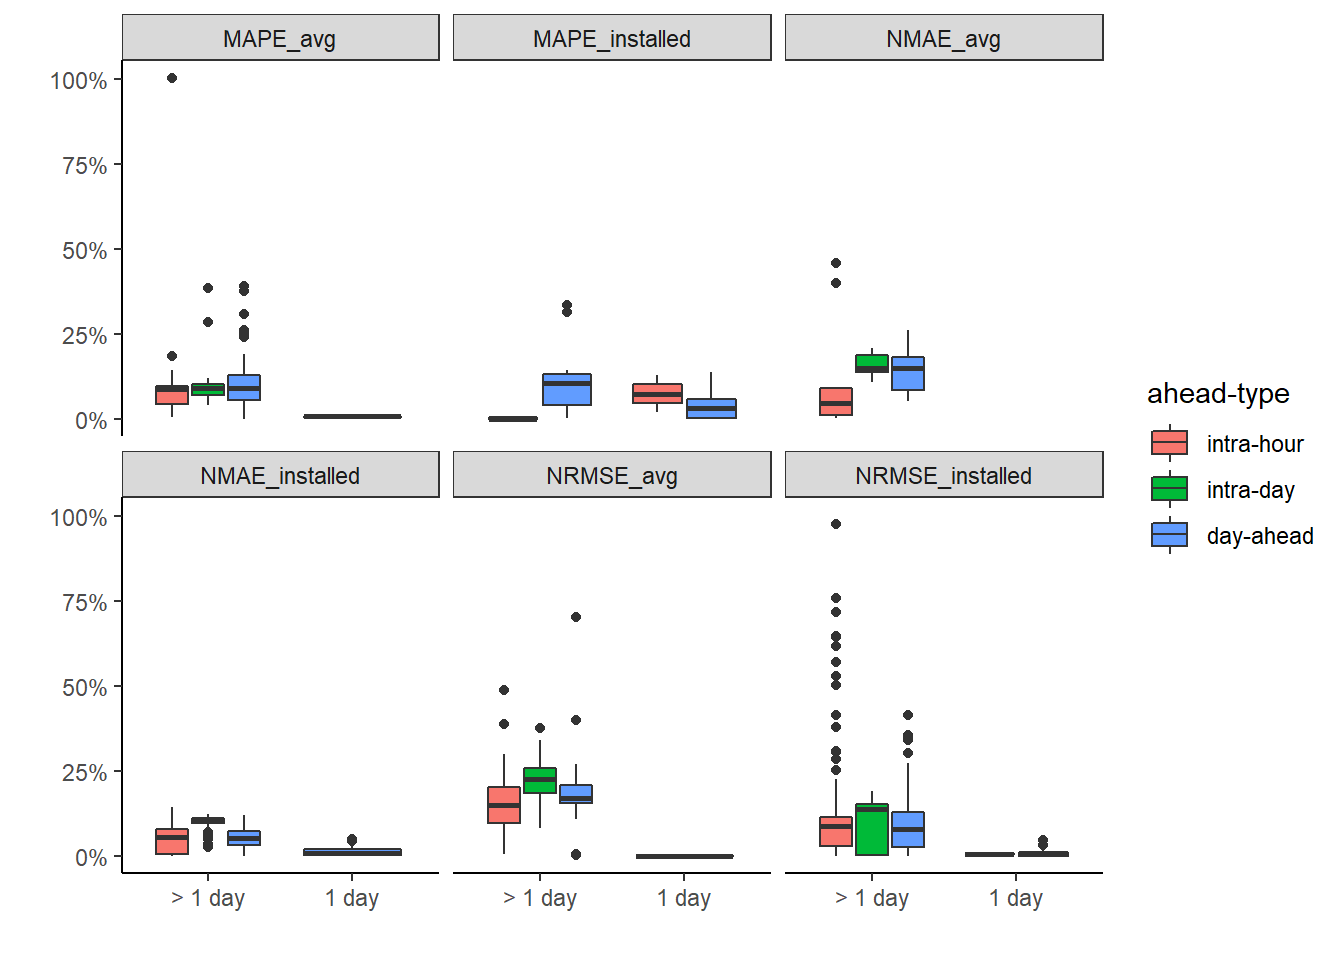 MAPE_avg
MAPE_installed
NMAE_avg
100%
75%
50%
25%
0%
ahead-type
intra-hour
intra-day
day-ahead
NMAE_installed
NRMSE_avg
NRMSE_installed
100%
75%
50%
25%
0%
> 1 day
1 day
> 1 day
1 day
> 1 day
1 day